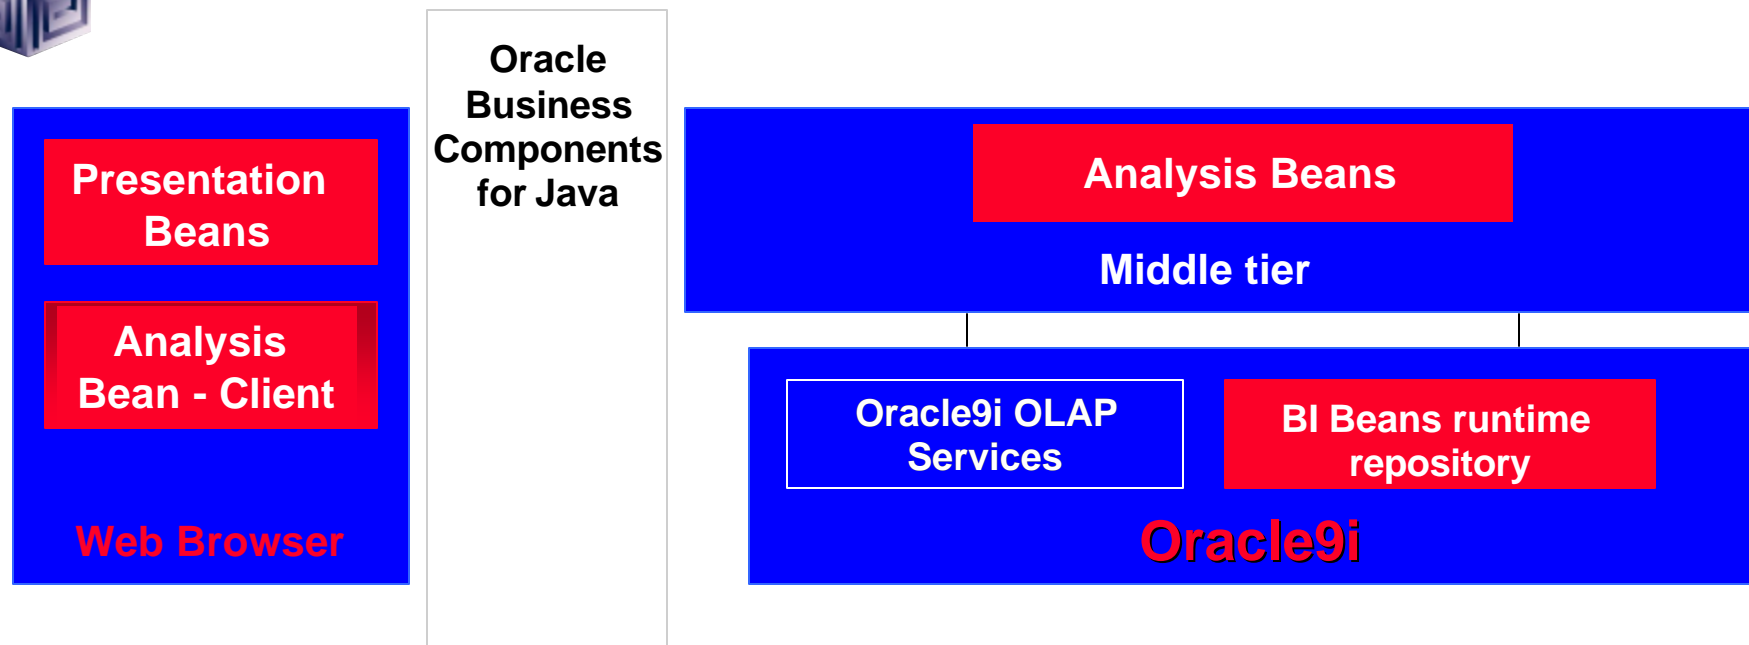 Oracle
Business
Components
for Java
Presentation
Beans
Analysis
Bean - Client
Web Browser
Analysis Beans
Middle tier
Oracle9i OLAP
Services
BI Beans runtime
repository
Oracle9i